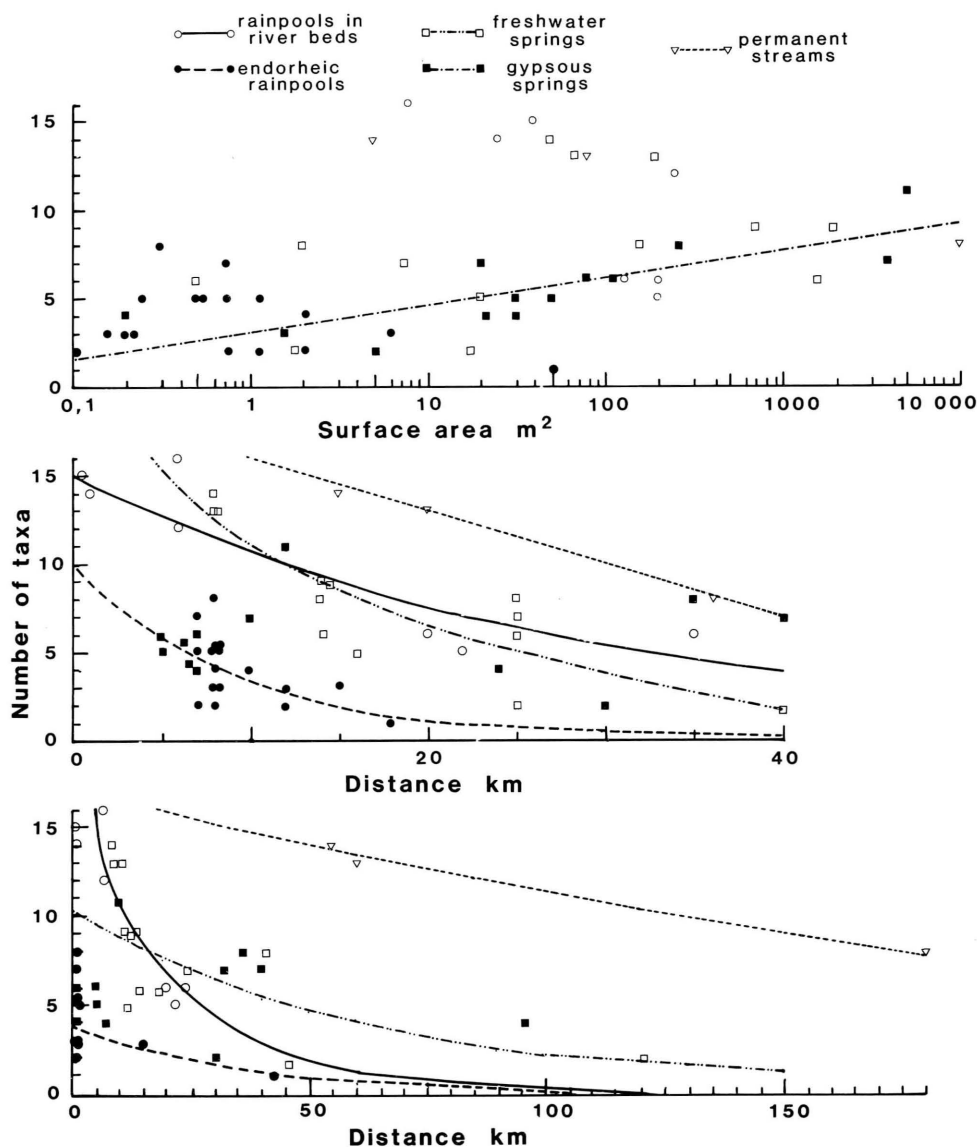 rainpools in
river beds
endorheic
rainpools
freshwater
springs
gypsous
springs
permanent
streams
15
10
5
0
0,1 1 10 100 1000 10 000
Surface area m²
Number of taxa
15
10
5
0
0 20 40
Distance km
15
10
5
0
0 50 100 150
Distance km